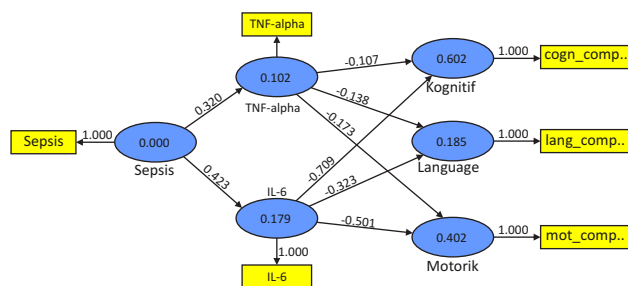 TNF-alpha
0.102
TNF-alpha
-0.107
0.602
Kognitif
1.000
cogn_comp..
0.320
-0.138
-0.173
Sepsis
1.000
0.000
Sepsis
0.185
Language
1.000
lang_comp..
0.423
-0.709
-0.323
IL-6
0.179
-0.501
0.402
Motorik
1.000
mot_comp..
1.000
IL-6